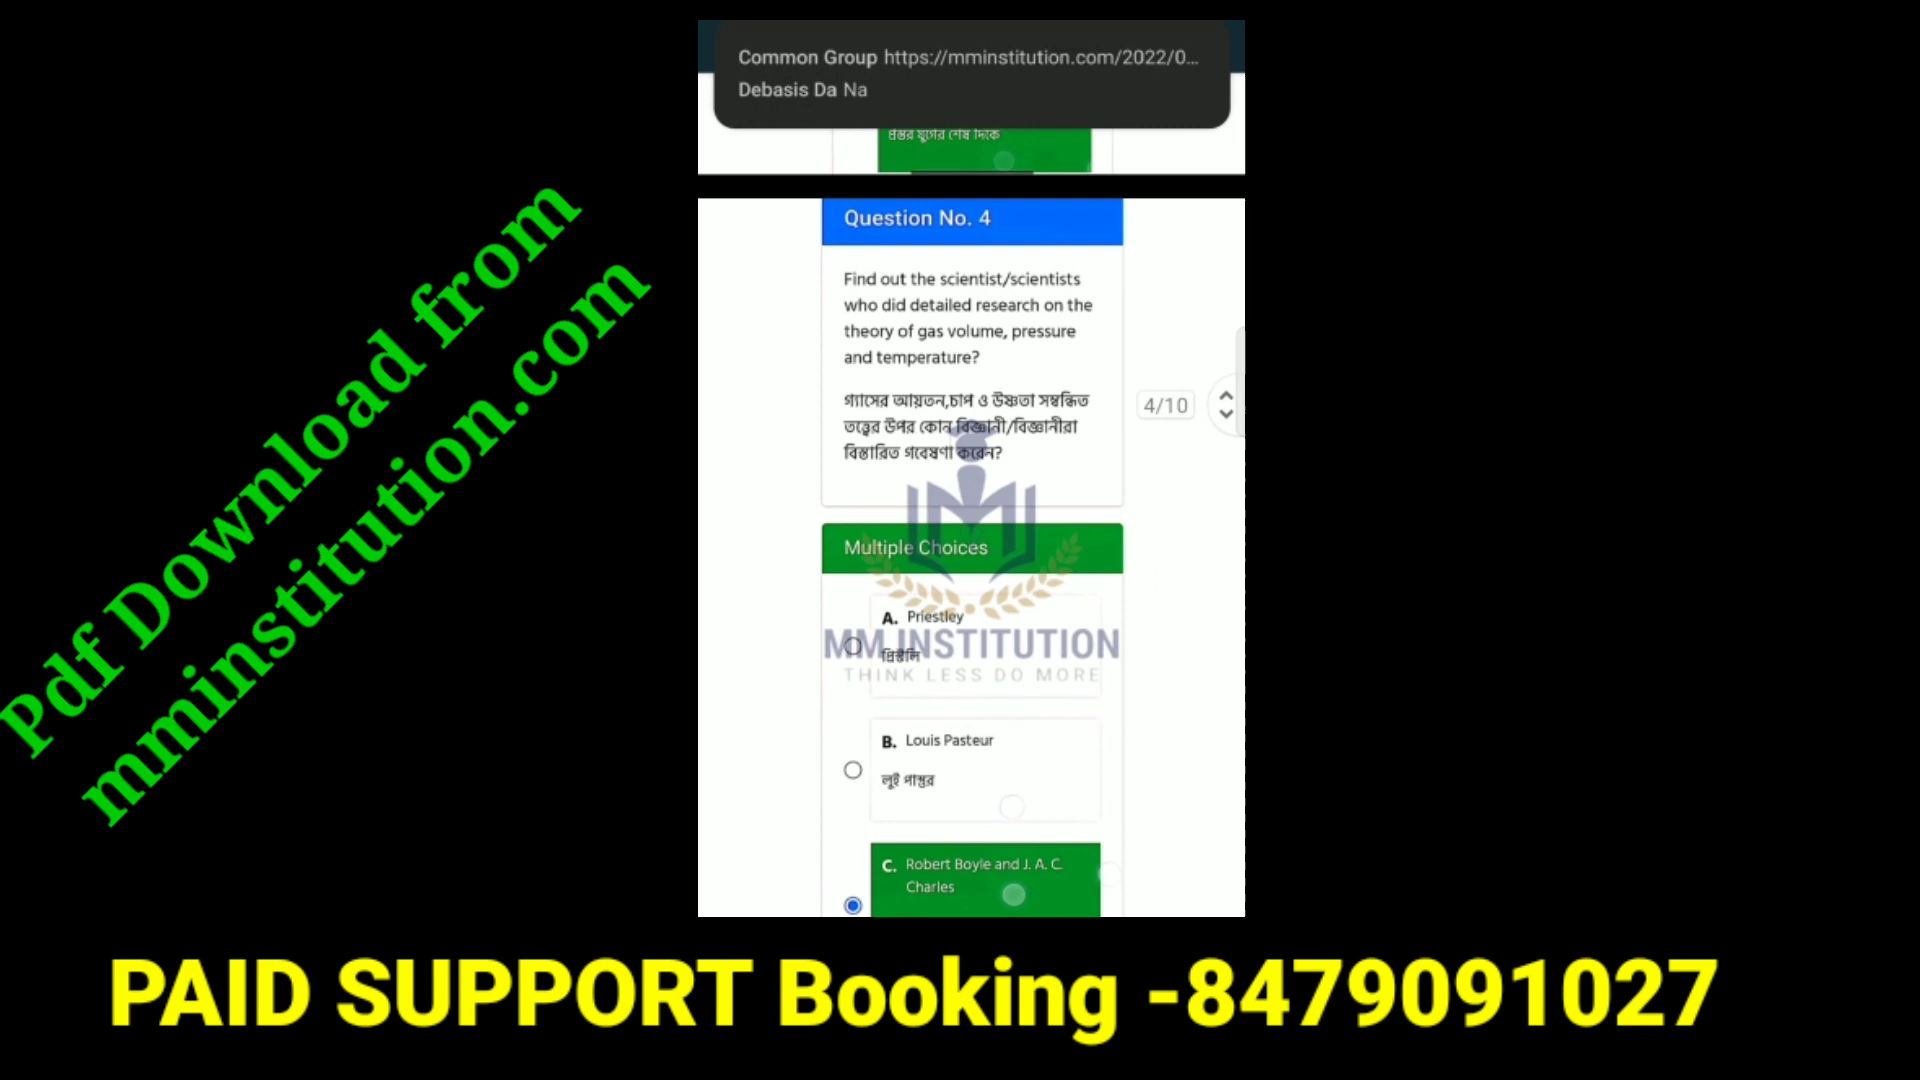 Common Group https://mminstitution.com/2022/0...
Debasis Da Na
প্রস্তর যুগের শেষ দিকে
Question No. 4
Find out the scientist/scientists
who did detailed research on the
theory of gas volume, pressure
and temperature?
গ্যাসের আয়তন,চাপ ও উষ্ণতা সম্বন্ধিত
তত্ত্বের উপর কোন বিজ্ঞানী/বিজ্ঞানীরা
বিস্তারিত গবেষণা করেন?
4/10
Multiple Choices
A. Priestley
প্রিস্টলি
MM INSTITUTION
THINK LESS DO MORE
B. Louis Pasteur
লুই পাস্তুর
C. Robert Boyle and J. A. C.
Charles
Pdf Download from
mminstitution.com
PAID SUPPORT Booking -8479091027